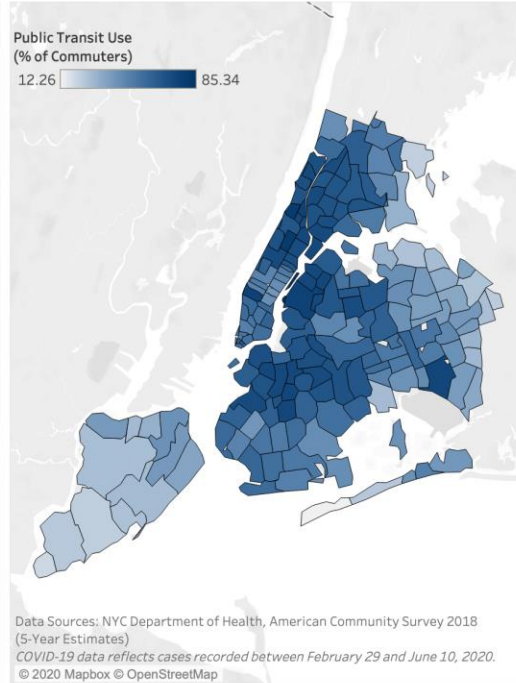 Public Transit Use
(% of Commuters)
12.26 85.34
Data Sources: NYC Department of Health, American Community Survey 2018
(5-Year Estimates)
COVID-19 data reflects cases recorded between February 29 and June 10, 2020.
© 2020 Mapbox © OpenStreetMap